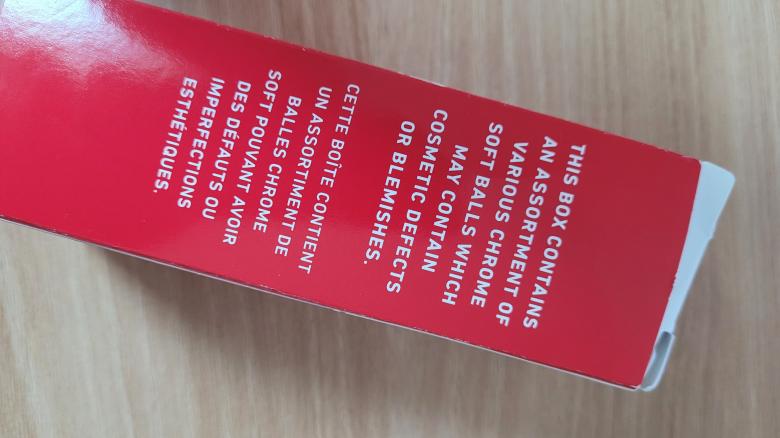 THIS BOX CONTAINS
AN ASSORTMENT OF
VARIOUS CHROME
SOFT BALLS WHICH
MAY CONTAIN
COSMETIC DEFECTS
OR BLEMISHES.
CETTE BOÎTE CONTIENT
UN ASSORTIMENT DE
BALLES CHROME
SOFT POUVANT AVOIR
DES DÉFAUTS OU
IMPERFECTIONS
ESTHÉTIQUES.